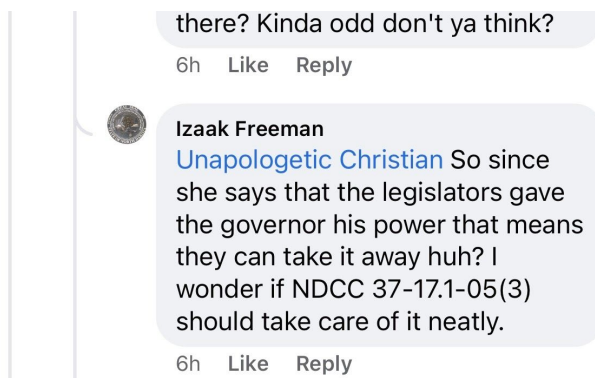 there? Kinda odd don't ya think?
6h Like Reply
Izaak Freeman
Unapologetic Christian So since
she says that the legislators gave
the governor his power that means
they can take it away huh? I
wonder if NDCC 37-17.1-05(3)
should take care of it neatly.
6h Like Reply